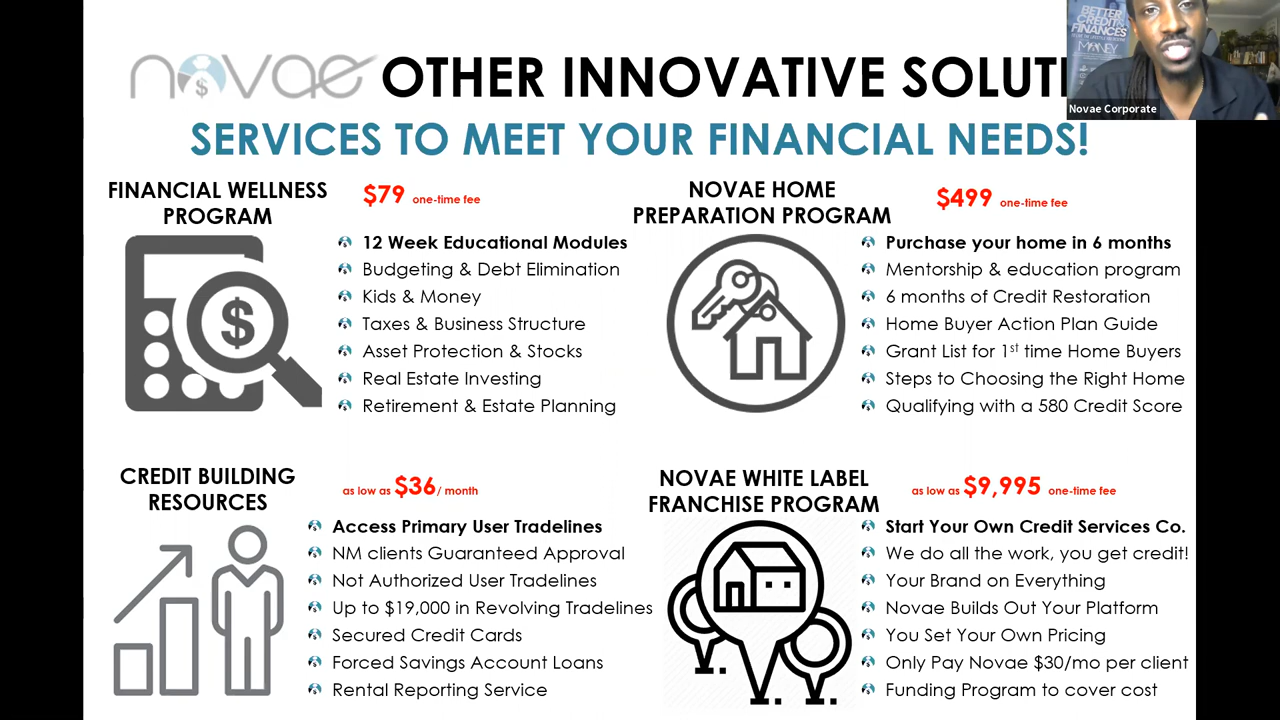 novae OTHER INNOVATIVE SOLUTI
SERVICES TO MEET YOUR FINANCIAL NEEDS!
BETTER
CREDIT &
FINANCES
MONEY
Novae Corporate
FINANCIAL WELLNESS
PROGRAM
$79 one-time fee
12 Week Educational Modules
Budgeting & Debt Elimination
Kids & Money
Taxes & Business Structure
Asset Protection & Stocks
Real Estate Investing
Retirement & Estate Planning
NOVAE HOME
PREPARATION PROGRAM
$499 one-time fee
Purchase your home in 6 months
Mentorship & education program
6 months of Credit Restoration
Home Buyer Action Plan Guide
Grant List for 1st time Home Buyers
Steps to Choosing the Right Home
Qualifying with a 580 Credit Score
CREDIT BUILDING
RESOURCES
as low as $36/ month
Access Primary User Tradelines
NM clients Guaranteed Approval
Not Authorized User Tradelines
Up to $19,000 in Revolving Tradelines
Secured Credit Cards
Forced Savings Account Loans
Rental Reporting Service
NOVAE WHITE LABEL
FRANCHISE PROGRAM
as low as $9,995 one-time fee
Start Your Own Credit Services Co.
We do all the work, you get credit!
Your Brand on Everything
Novae Builds Out Your Platform
You Set Your Own Pricing
Only Pay Novae $30/mo per client
Funding Program to cover cost